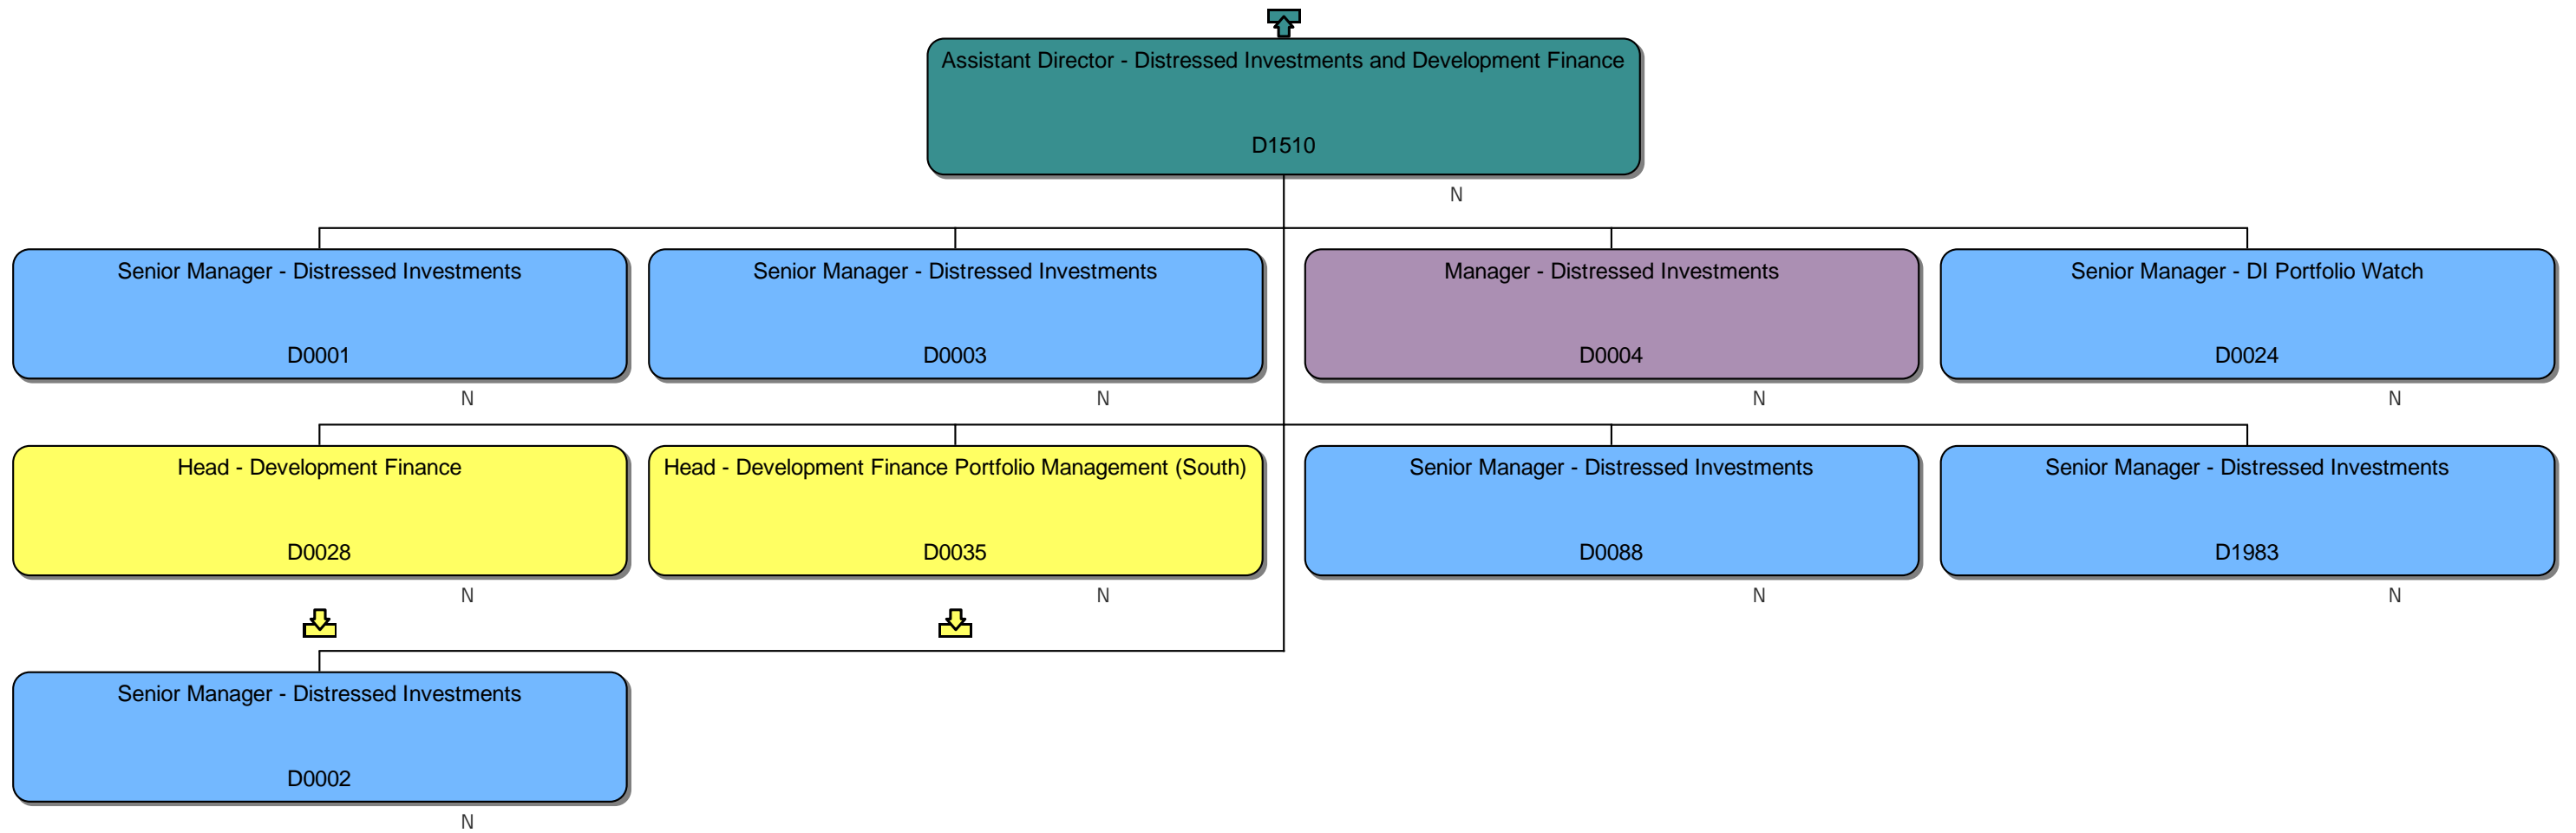 Assistant Director - Distressed Investments and Development Finance
D1510
N
Senior Manager - Distressed Investments
D0001
N
Senior Manager - Distressed Investments
D0003
N
Manager - Distressed Investments
D0004
N
Senior Manager - DI Portfolio Watch
D0024
N
Head - Development Finance
D0028
N
Head - Development Finance Portfolio Management (South)
D0035
N
Senior Manager - Distressed Investments
D0088
N
Senior Manager - Distressed Investments
D1983
N
Senior Manager - Distressed Investments
D0002
N